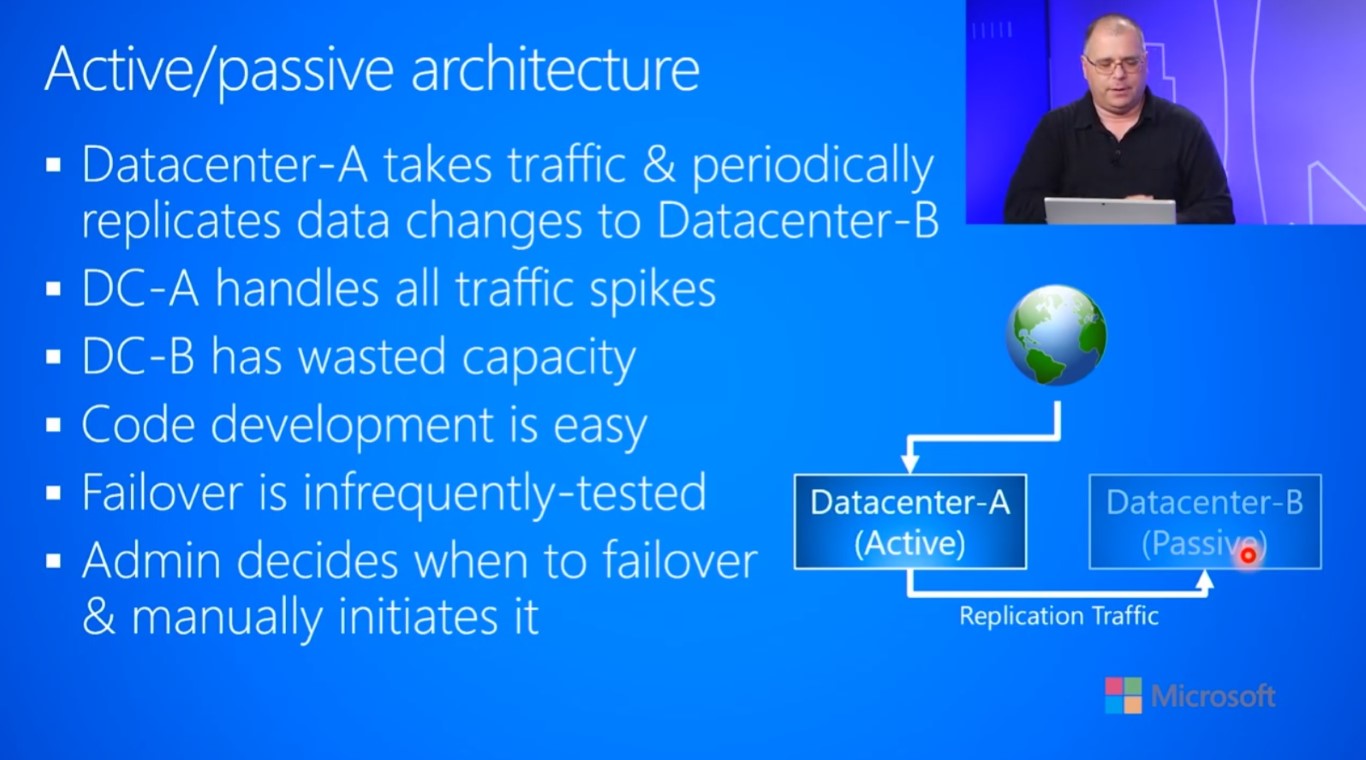 Active/passive architecture
▪ Datacenter-A takes traffic & periodically
replicates data changes to Datacenter-B
▪ DC-A handles all traffic spikes
▪ DC-B has wasted capacity
▪ Code development is easy
▪ Failover is infrequently-tested
▪ Admin decides when to failover
& manually initiates it
Datacenter-A
(Active)
Datacenter-B
(Passive)
Replication Traffic
Microsoft